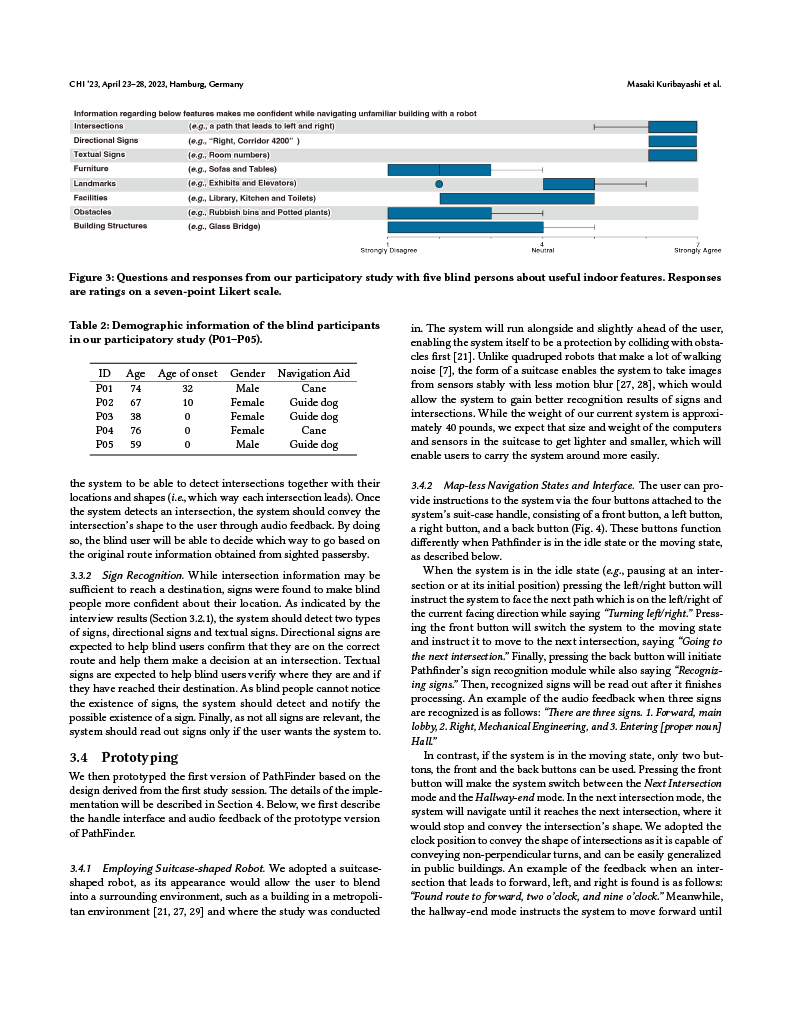 CHI ’23, April 23–28, 2023, Hamburg, Germany
Masaki Kuribayashi et al.
Information regarding below features makes me confident while navigating unfamiliar building with a robot
Intersections (e.g., a path that leads to left and right)
Directional Signs (e.g., “Right, Corridor 4200” )
Textual Signs (e.g., Room numbers)
Furniture (e.g., Sofas and Tables)
Landmarks (e.g., Exhibits and Elevators)
Facilities (e.g., Library, Kitchen and Toilets)
Obstacles (e.g., Rubbish bins and Potted plants)
Building Structures (e.g., Glass Bridge)
1 4 7
Strongly Disagree Neutral Strongly Agree
Figure 3: Questions and responses from our participatory study with five blind persons about useful indoor features. Responses
are ratings on a seven-point Likert scale.
Table 2: Demographic information of the blind participants
in our participatory study (P01–P05).
ID Age Age of onset Gender Navigation Aid
P01 74 32 Male Cane
P02 67 10 Female Guide dog
P03 38 0 Female Guide dog
P04 76 0 Female Cane
P05 59 0 Male Guide dog
the system to be able to detect intersections together with their
locations and shapes (i.e., which way each intersection leads). Once
the system detects an intersection, the system should convey the
intersection’s shape to the user through audio feedback. By doing
so, the blind user will be able to decide which way to go based on
the original route information obtained from sighted passersby.
3.3.2 Sign Recognition. While intersection information may be
sufficient to reach a destination, signs were found to make blind
people more confident about their location. As indicated by the
interview results (Section 3.2.1), the system should detect two types
of signs, directional signs and textual signs. Directional signs are
expected to help blind users confirm that they are on the correct
route and help them make a decision at an intersection. Textual
signs are expected to help blind users verify where they are and if
they have reached their destination. As blind people cannot notice
the existence of signs, the system should detect and notify the
possible existence of a sign. Finally, as not all signs are relevant, the
system should read out signs only if the user wants the system to.
3.4 Prototyping
We then prototyped the first version of PathFinder based on the
design derived from the first study session. The details of the imple-
mentation will be described in Section 4. Below, we first describe
the handle interface and audio feedback of the prototype version
of PathFinder.
3.4.1 Employing Suitcase-shaped Robot. We adopted a suitcase-
shaped robot, as its appearance would allow the user to blend
into a surrounding environment, such as a building in a metropoli-
tan environment [21, 27, 29] and where the study was conducted
in. The system will run alongside and slightly ahead of the user,
enabling the system itself to be a protection by colliding with obsta-
cles first [21]. Unlike quadruped robots that make a lot of walking
noise [7], the form of a suitcase enables the system to take images
from sensors stably with less motion blur [27, 28], which would
allow the system to gain better recognition results of signs and
intersections. While the weight of our current system is approxi-
mately 40 pounds, we expect that size and weight of the computers
and sensors in the suitcase to get lighter and smaller, which will
enable users to carry the system around more easily.
3.4.2 Map-less Navigation States and Interface. The user can pro-
vide instructions to the system via the four buttons attached to the
system’s suit-case handle, consisting of a front button, a left button,
a right button, and a back button (Fig. 4). These buttons function
differently when Pathfinder is in the idle state or the moving state,
as described below.
When the system is in the idle state (e.g., pausing at an inter-
section or at its initial position) pressing the left/right button will
instruct the system to face the next path which is on the left/right of
the current facing direction while saying “Turning left/right.” Press-
ing the front button will switch the system to the moving state
and instruct it to move to the next intersection, saying “Going to
the next intersection.” Finally, pressing the back button will initiate
Pathfinder’s sign recognition module while also saying “Recogniz-
ing signs.” Then, recognized signs will be read out after it finishes
processing. An example of the audio feedback when three signs
are recognized is as follows: “There are three signs. 1. Forward, main
lobby, 2. Right, Mechanical Engineering, and 3. Entering [proper noun]
Hall.”
In contrast, if the system is in the moving state, only two but-
tons, the front and the back buttons can be used. Pressing the front
button will make the system switch between the Next Intersection
mode and the Hallway-end mode. In the next intersection mode, the
system will navigate until it reaches the next intersection, where it
would stop and convey the intersection’s shape. We adopted the
clock position to convey the shape of intersections as it is capable of
conveying non-perpendicular turns, and can be easily generalized
in public buildings. An example of the feedback when an inter-
section that leads to forward, left, and right is found is as follows:
“Found route to forward, two o’clock, and nine o’clock.” Meanwhile,
the hallway-end mode instructs the system to move forward until